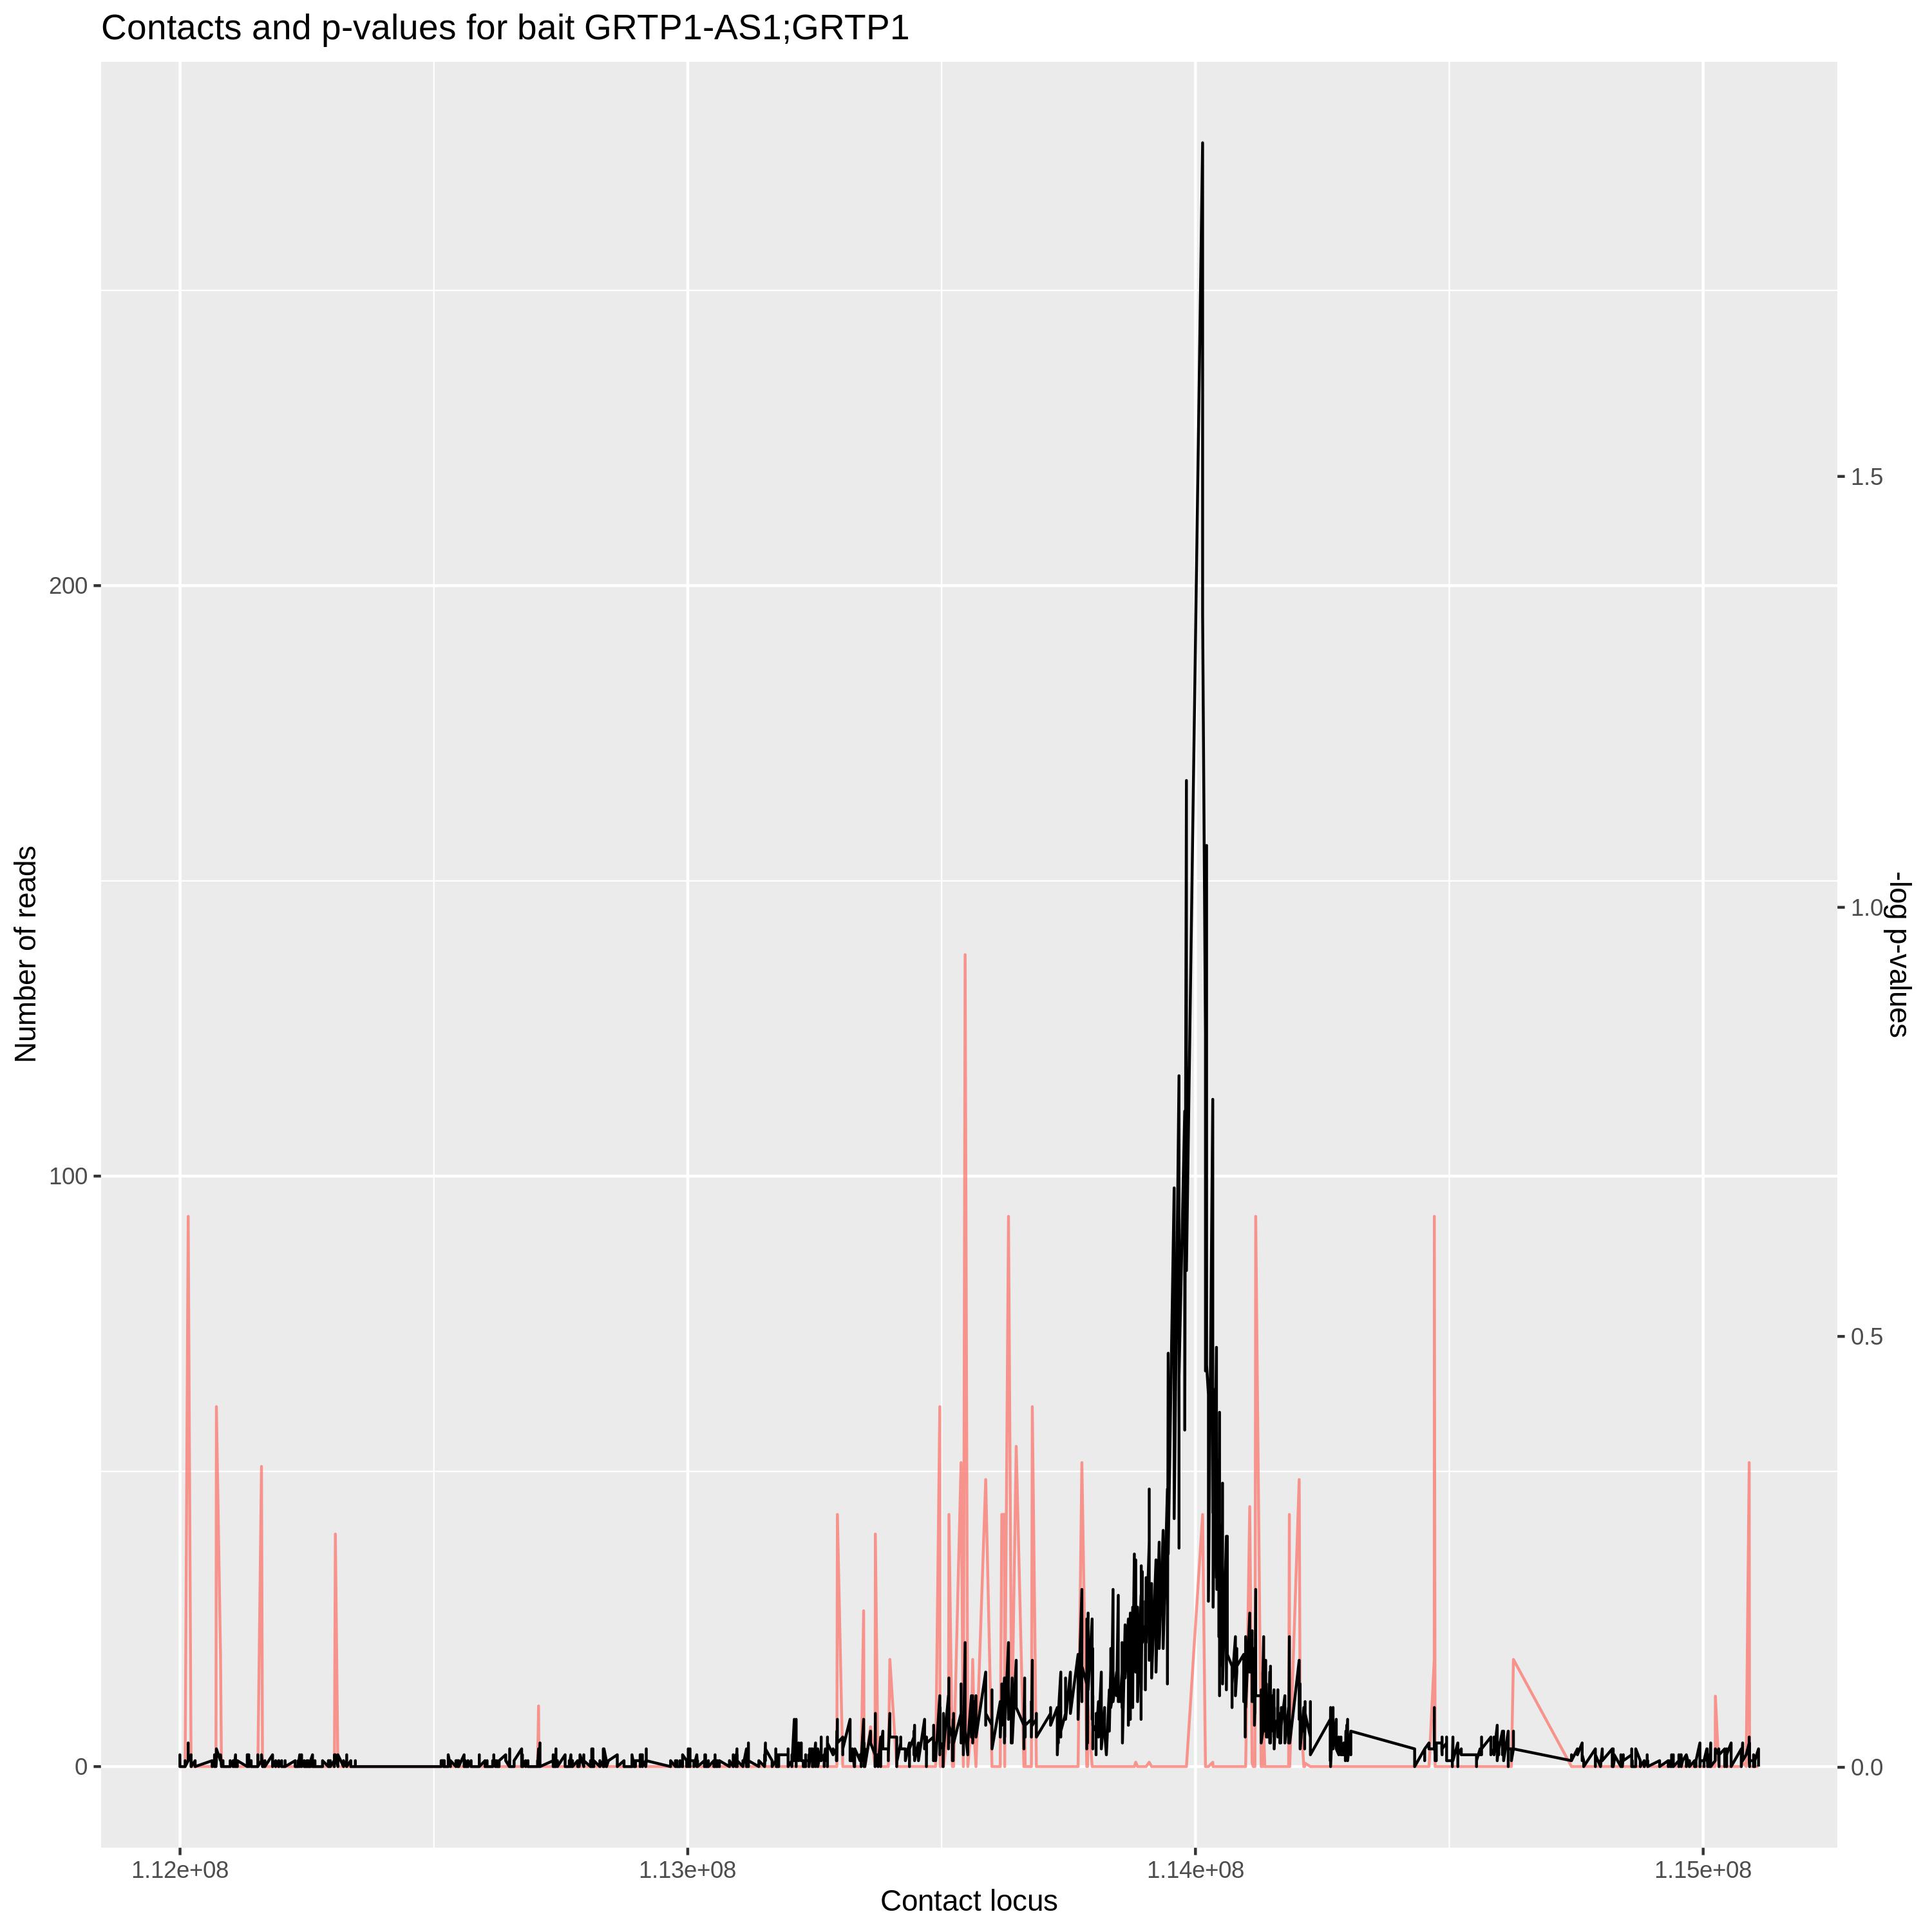 Contacts and p-values for bait GRTP1-AS1;GRTP1
Number of reads
200
100
0
1.5
1.0
0.5
0.0
-log p-values
1.12e+08
1.13e+08
1.14e+08
1.15e+08
Contact locus